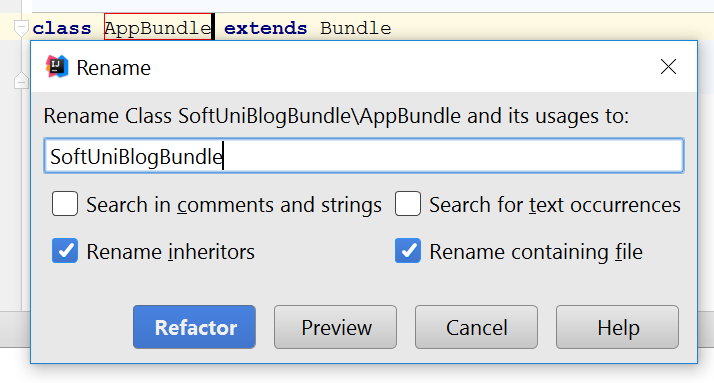 class AppBundle extends Bundle
Rename
Rename Class SoftUniBlogBundle\AppBundle and its usages to:
SoftUniBlogBundle
Search in comments and strings
Search for text occurrences
Rename inheritors
Rename containing file
Refactor
Preview
Cancel
Help